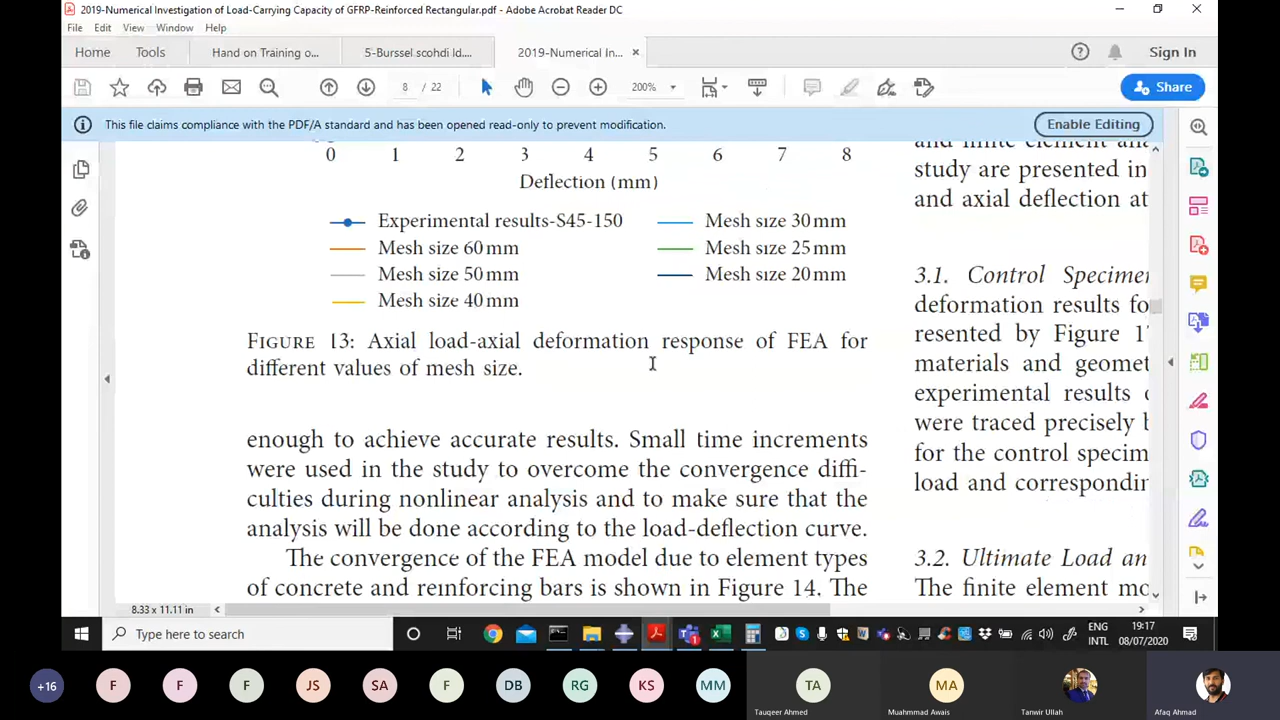 2019-Numerical Investigation of Load-Carrying Capacity of GFRP-Reinforced Rectangular.pdf - Adobe Acrobat Reader DC
File Edit View Window Help
Home Tools Hand on Training o... 5-Burssel.scohdi Id.... 2019-Numerical In... × Sign In
8 / 22 200% Share
This file claims compliance with the PDF/A standard and has been opened read-only to prevent modification. Enable Editing
0 1 2 3 4 5 6 7 8
Deflection (mm)
Experimental results-S45-150
Mesh size 60 mm
Mesh size 50 mm
Mesh size 40 mm
Mesh size 30 mm
Mesh size 25 mm
Mesh size 20 mm
FIGURE 13: Axial load-axial deformation response of FEA for
different values of mesh size.
enough to achieve accurate results. Small time increments
were used in the study to overcome the convergence diffi-
culties during nonlinear analysis and to make sure that the
analysis will be done according to the load-deflection curve.
The convergence of the FEA model due to element types
of concrete and reinforcing bars is shown in Figure 14. The
and finite element ana
study are presented in
and axial deflection at
3.1. Control Specimen
deformation results fo
resented by Figure 17
materials and geomet
experimental results o
were traced precisely b
for the control specim
load and correspondin
3.2. Ultimate Load an
The finite element mo
8.33 x 11.11 in
Type here to search
ENG
INTL
19:17
08/07/2020
+16 F F F JS SA F DB RG KS MM TA MA
Tauqeer Ahmed Muahmmad Awais Tanwir Ullah Afaq Ahmad